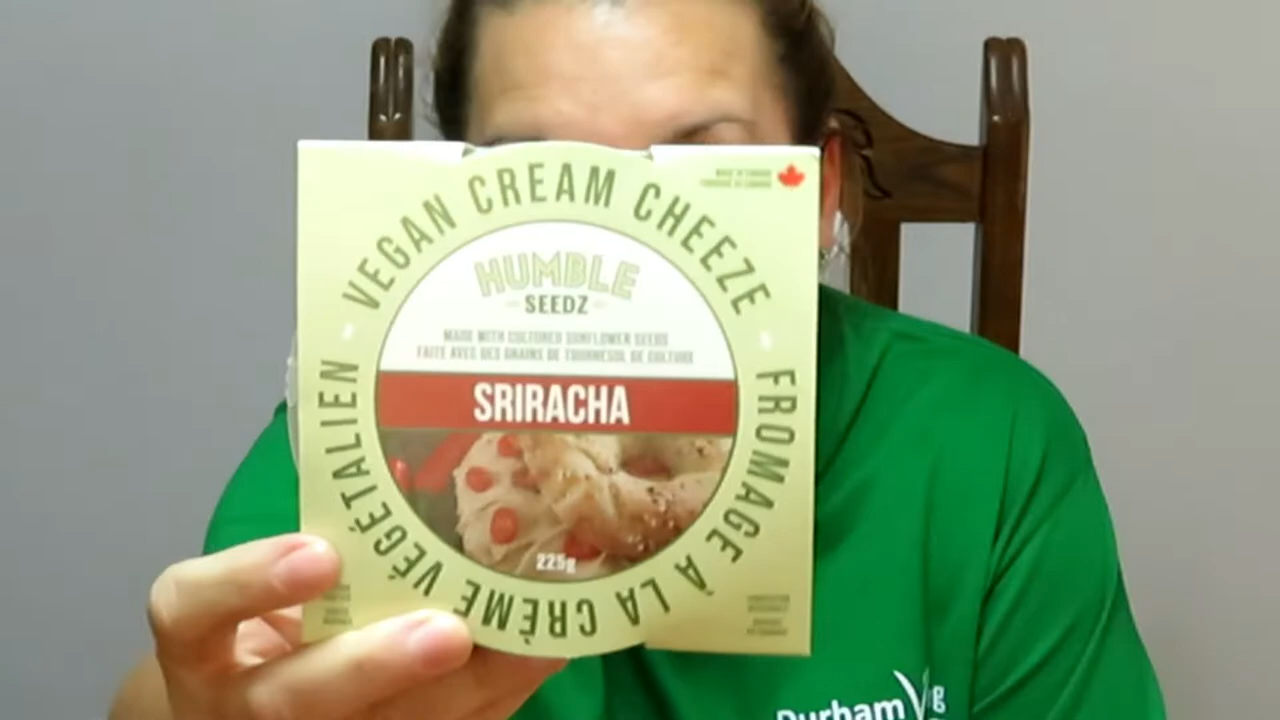 VEGAN CREAM CHEEZE
MADE IN CANADA
HUMBLE
SEEDZ
MADE WITH CULTURED SUNFLOWER SEEDS
FAITE AVEC DES GRAINS DE TOURNESOL DE CULTURE
SRIRACHA
225g
FROMAGE À LA CRÈME VÉGÉTALIEN
Durham Veg